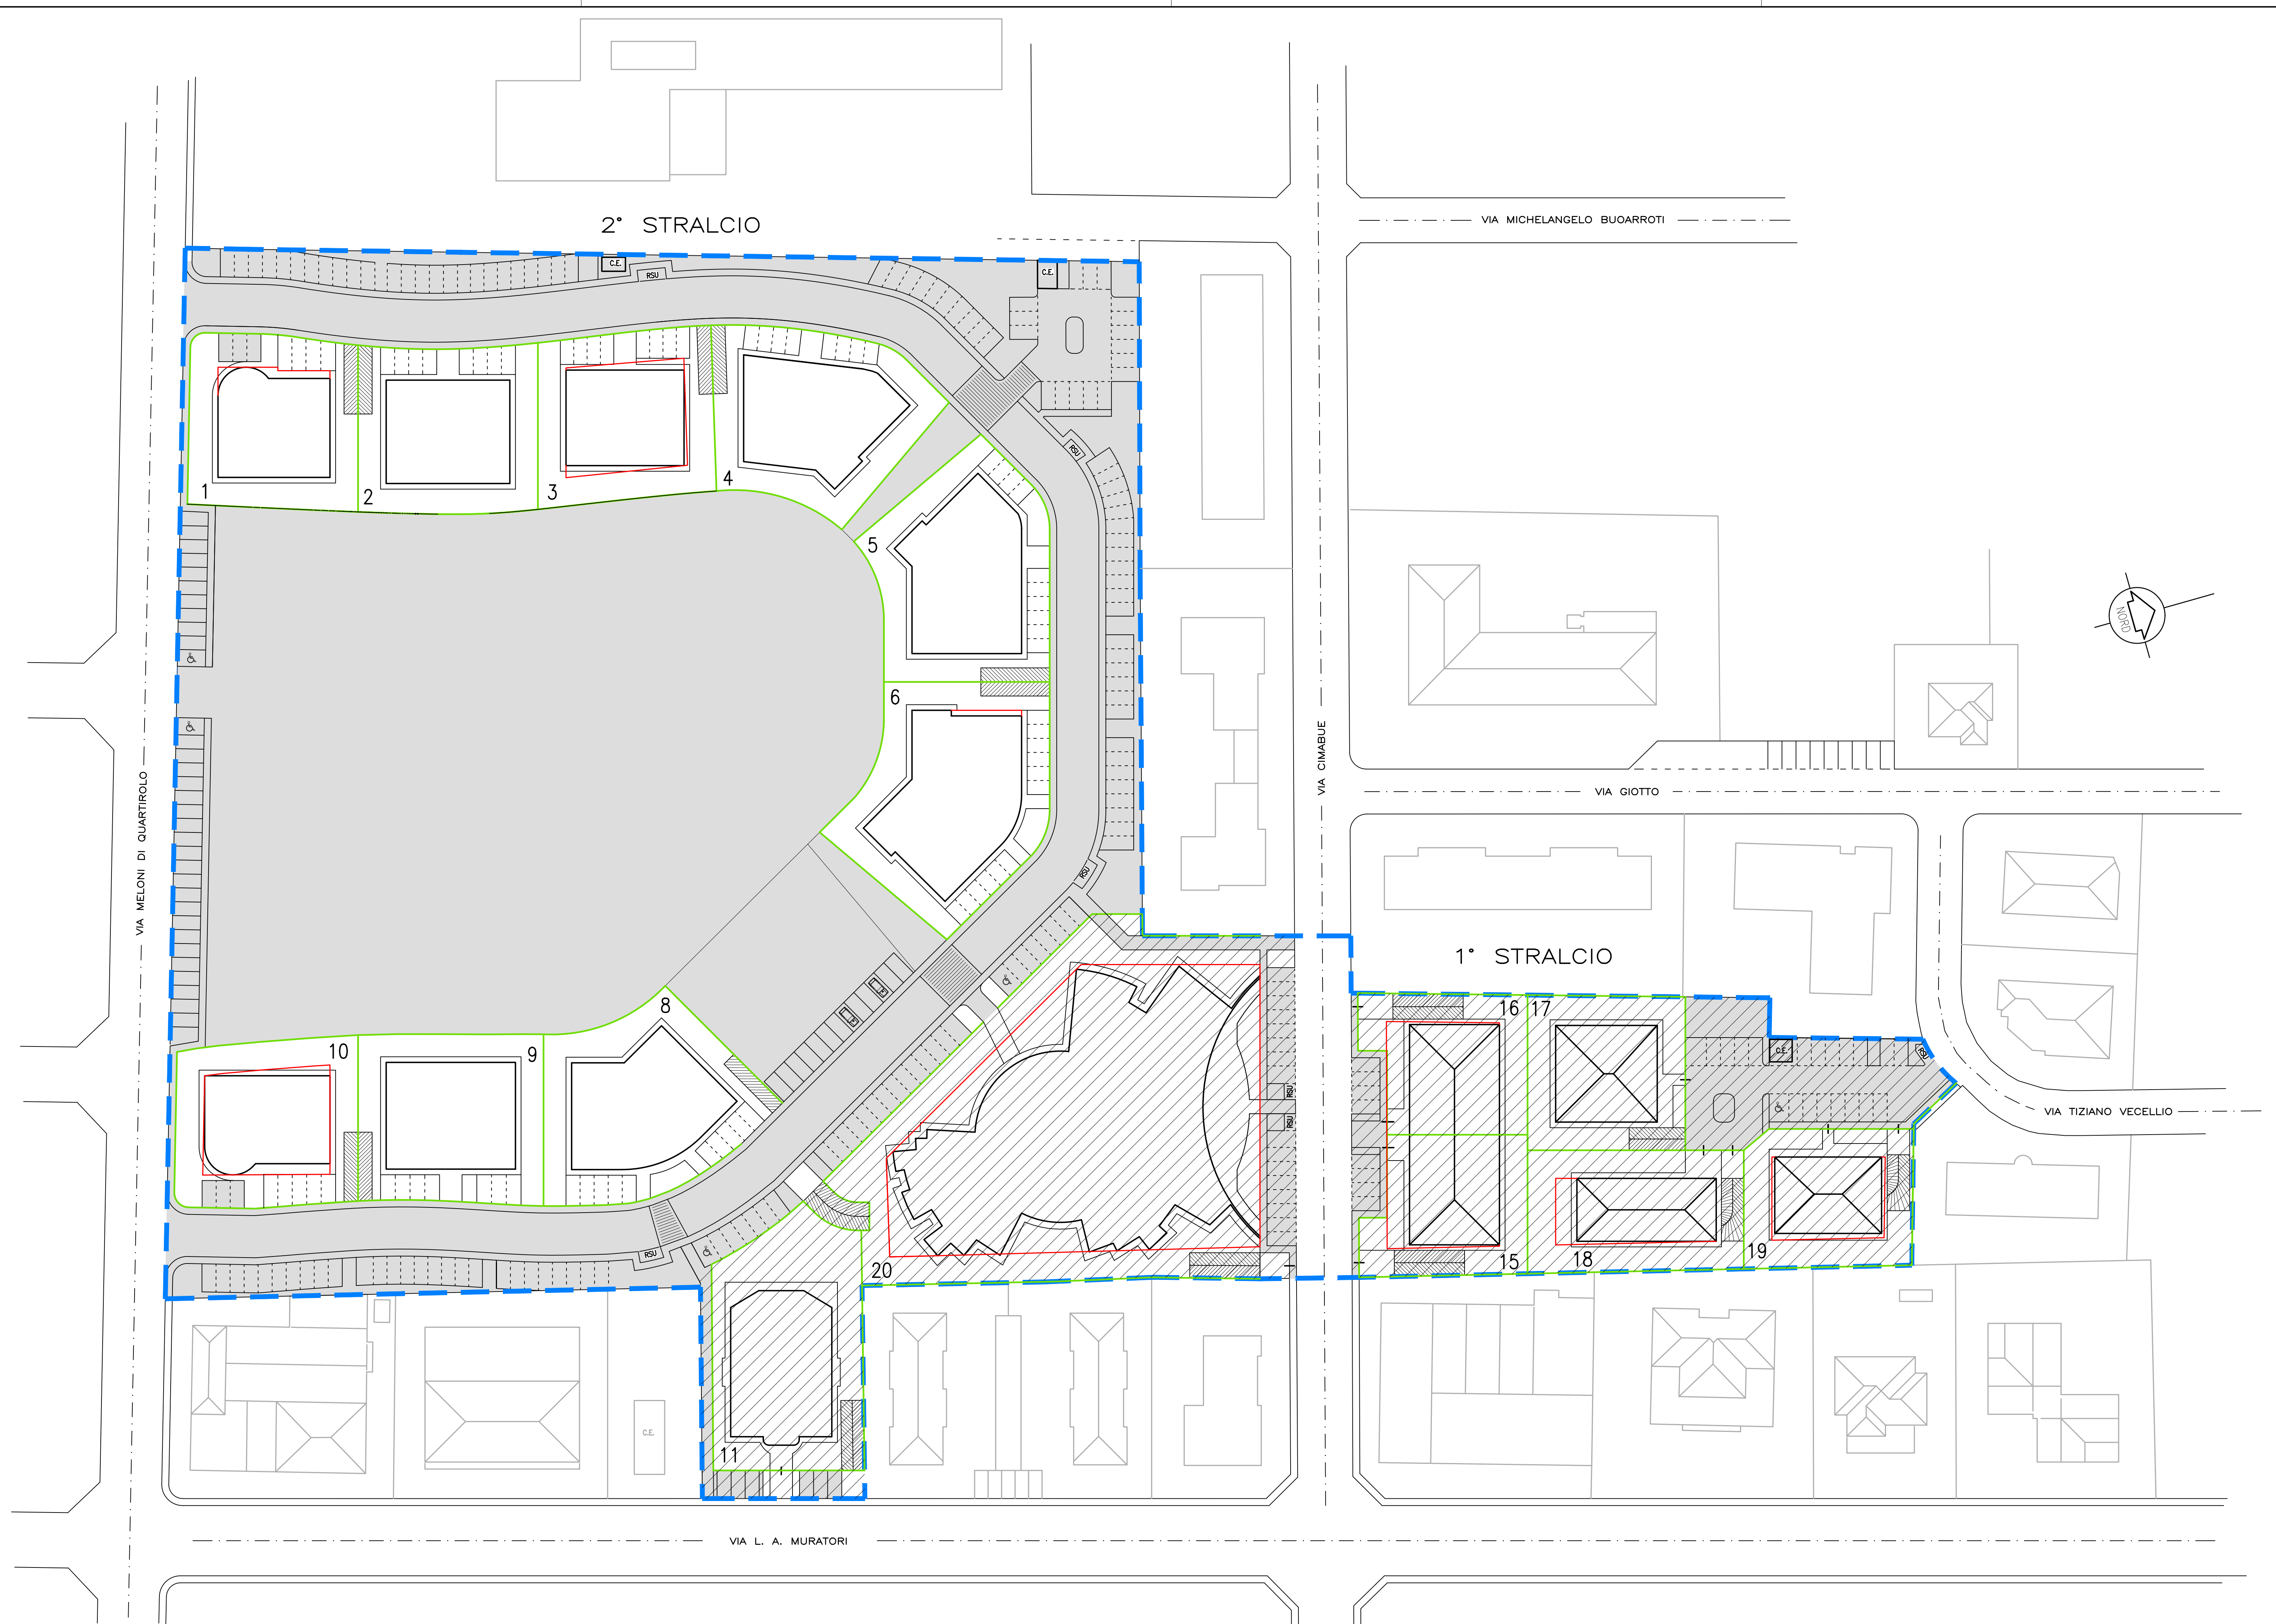 2° STRALCIO
VIA MICHELANGELO BUOARROTI
C.E.
RSU
C.E.
RSU
1
2
3
4
5
6
NORD
VIA MELONI DI QUARTIROLO
VIA CIMABUE
VIA GIOTTO
RSU
1° STRALCIO
8
9
10
16
17
C.E.
RSU
RSU
RSU
VIA TIZIANO VECELLIO
RSU
20
15
18
19
11
C.E.
VIA L. A. MURATORI